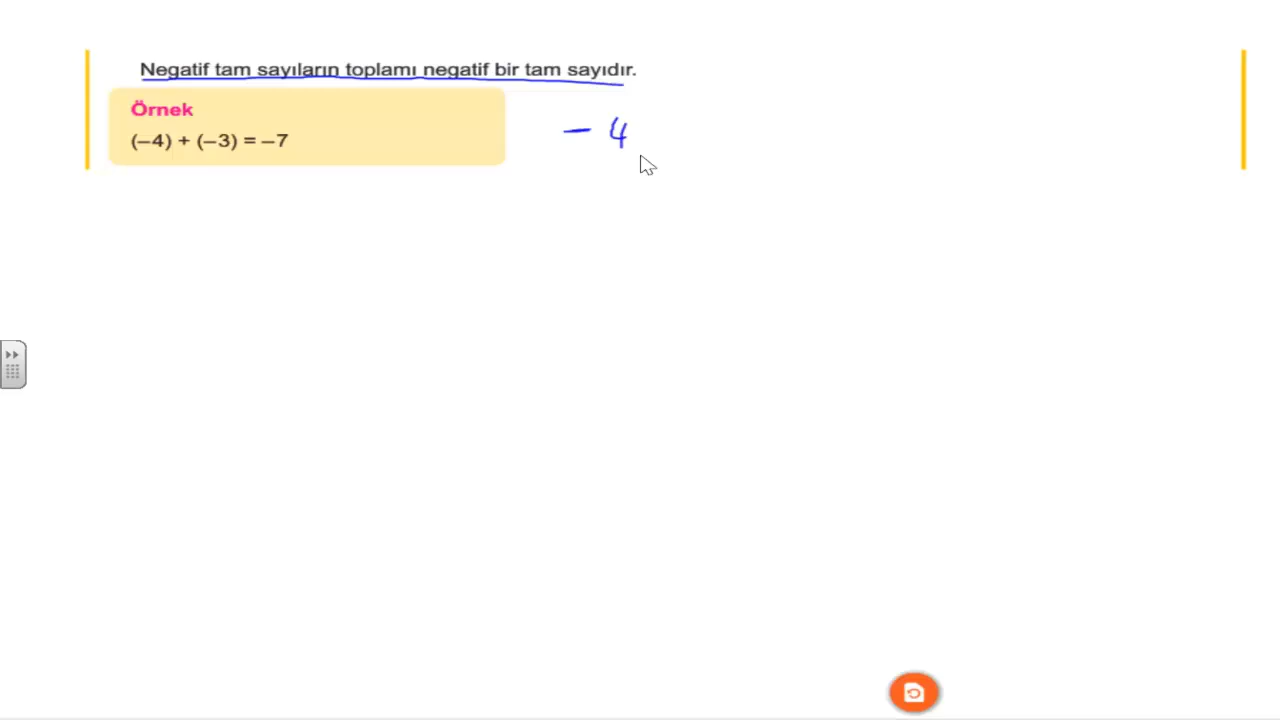 Negatif tam sayıların toplamı negatif bir tam sayıdır.
Örnek
(–4) + (–3) = –7
– 4